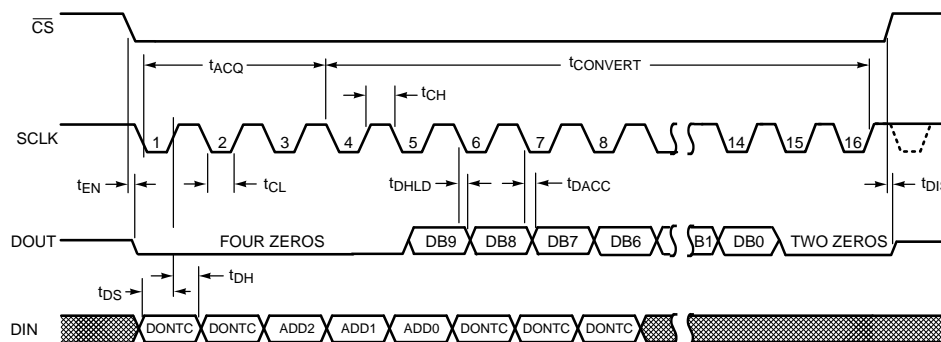 CS
tACQ
tCONVERT
tCH
SCLK
1 2 3 4 5 6 7 8 14 15 16
tEN
tCL
tDHLD
tDACC
tDIS
DOUT
FOUR ZEROS DB9 DB8 DB7 DB6 B1 DB0 TWO ZEROS
tDS
tDH
DIN
DONTC DONTC ADD2 ADD1 ADD0 DONTC DONTC DONTC